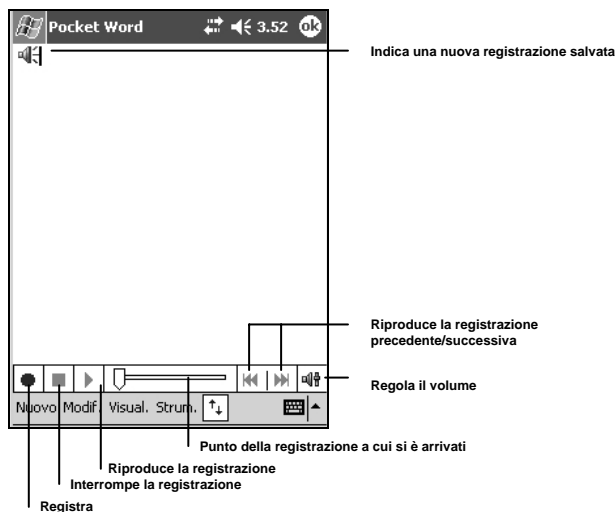 Pocket Word 3.52 ok
Indica una nuova registrazione salvata
Riproduce la registrazione
precedente/successiva
Regola il volume
Nuovo Modif. Visual. Strum.
Punto della registrazione a cui si è arrivati
Riproduce la registrazione
Interrompe la registrazione
Registra